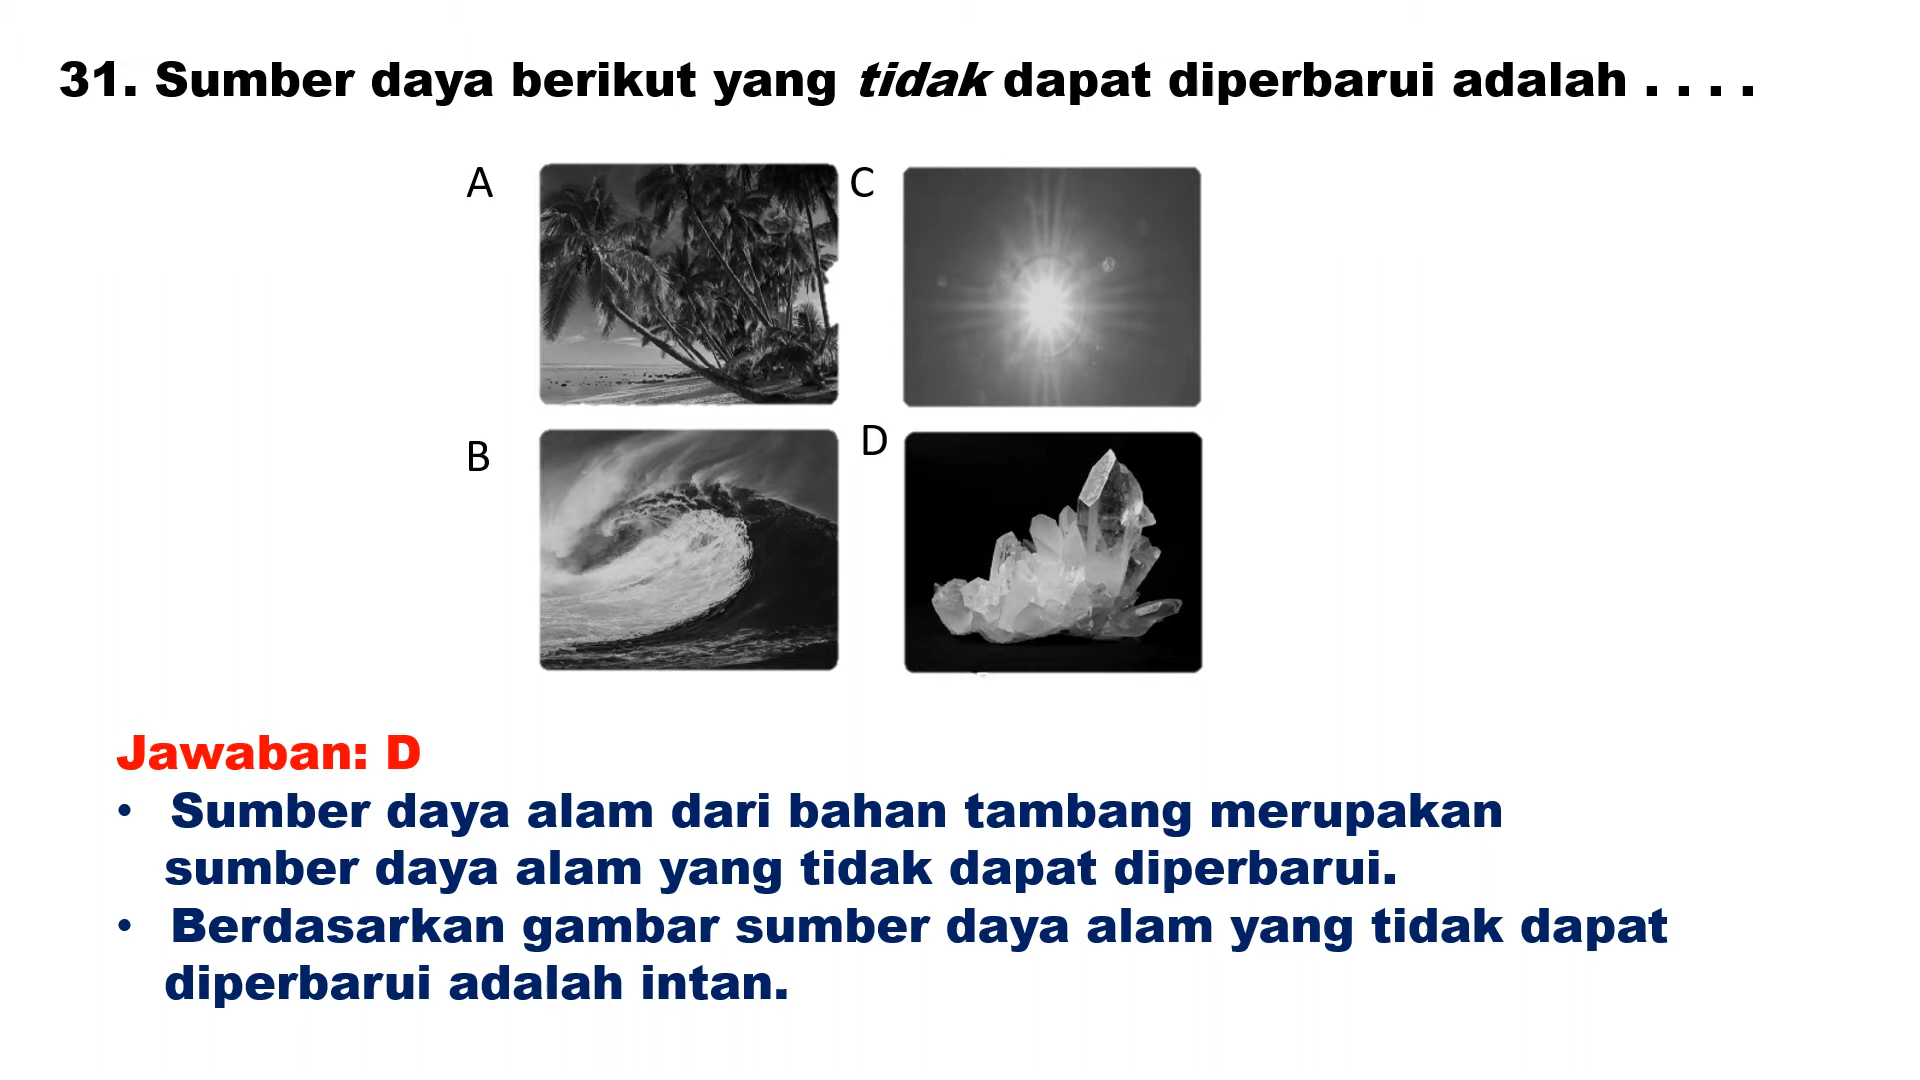 31. Sumber daya berikut yang tidak dapat diperbarui adalah . . . .
A
C
B
D
Jawaban: D
• Sumber daya alam dari bahan tambang merupakan
sumber daya alam yang tidak dapat diperbarui.
• Berdasarkan gambar sumber daya alam yang tidak dapat
diperbarui adalah intan.